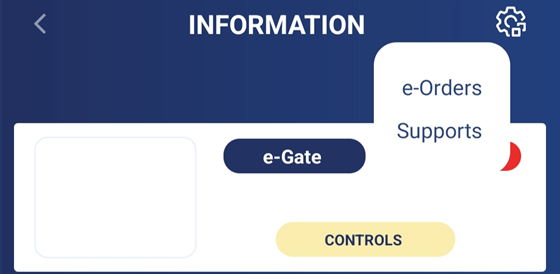 INFORMATION
e-Orders
Supports
e-Gate
CONTROLS